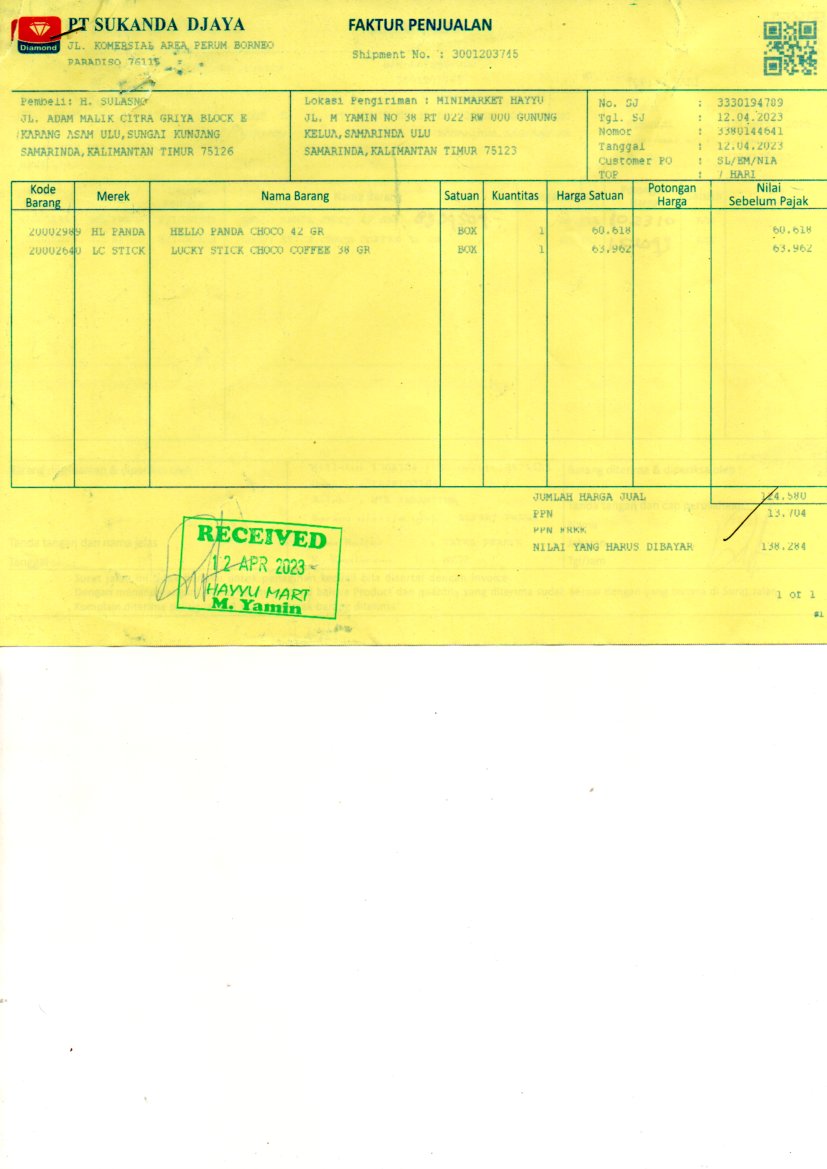 Diamond
PT SUKANDA DJAYA
JL. KOMERSIAL AREA PERUM BORNEO
PARADISO 76115
FAKTUR PENJUALAN
Shipment No. : 3001203745
Pembeli: H. SULASNO
JL. ADAM MALIK CITRA GRIYA BLOCK E
KARANG ASAM ULU,SUNGAI KUNJANG
SAMARINDA,KALIMANTAN TIMUR 75126
Lokasi Pengiriman : MINIMARKET HAYYU
JL. M YAMIN NO 38 RT 022 RW 000 GUNUNG
KELUA,SAMARINDA ULU
SAMARINDA,KALIMANTAN TIMUR 75123
No. SJ : 3330194789
Tgl. SJ : 12.04.2023
Nomor : 3380144641
Tanggal : 12.04.2023
Customer PO : SL/HM/NIA
TOP : 7 HARI
Kode Barang Merek Nama Barang Satuan Kuantitas Harga Satuan Potongan Harga Nilai Sebelum Pajak
20002989 HL PANDA HELLO PANDA CHOCO 42 GR BOX 1 60.618 60.618
20002640 LC STICK LUCKY STICK CHOCO COFFEE 38 GR BOX 1 63.962 63.962
JUMLAH HARGA JUAL 124.580
PPN 13.704
PPN
NILAI YANG HARUS DIBAYAR 138.284
RECEIVED
12 APR 2023
HAYYU MART
M. Yamin
1 of 1
#1